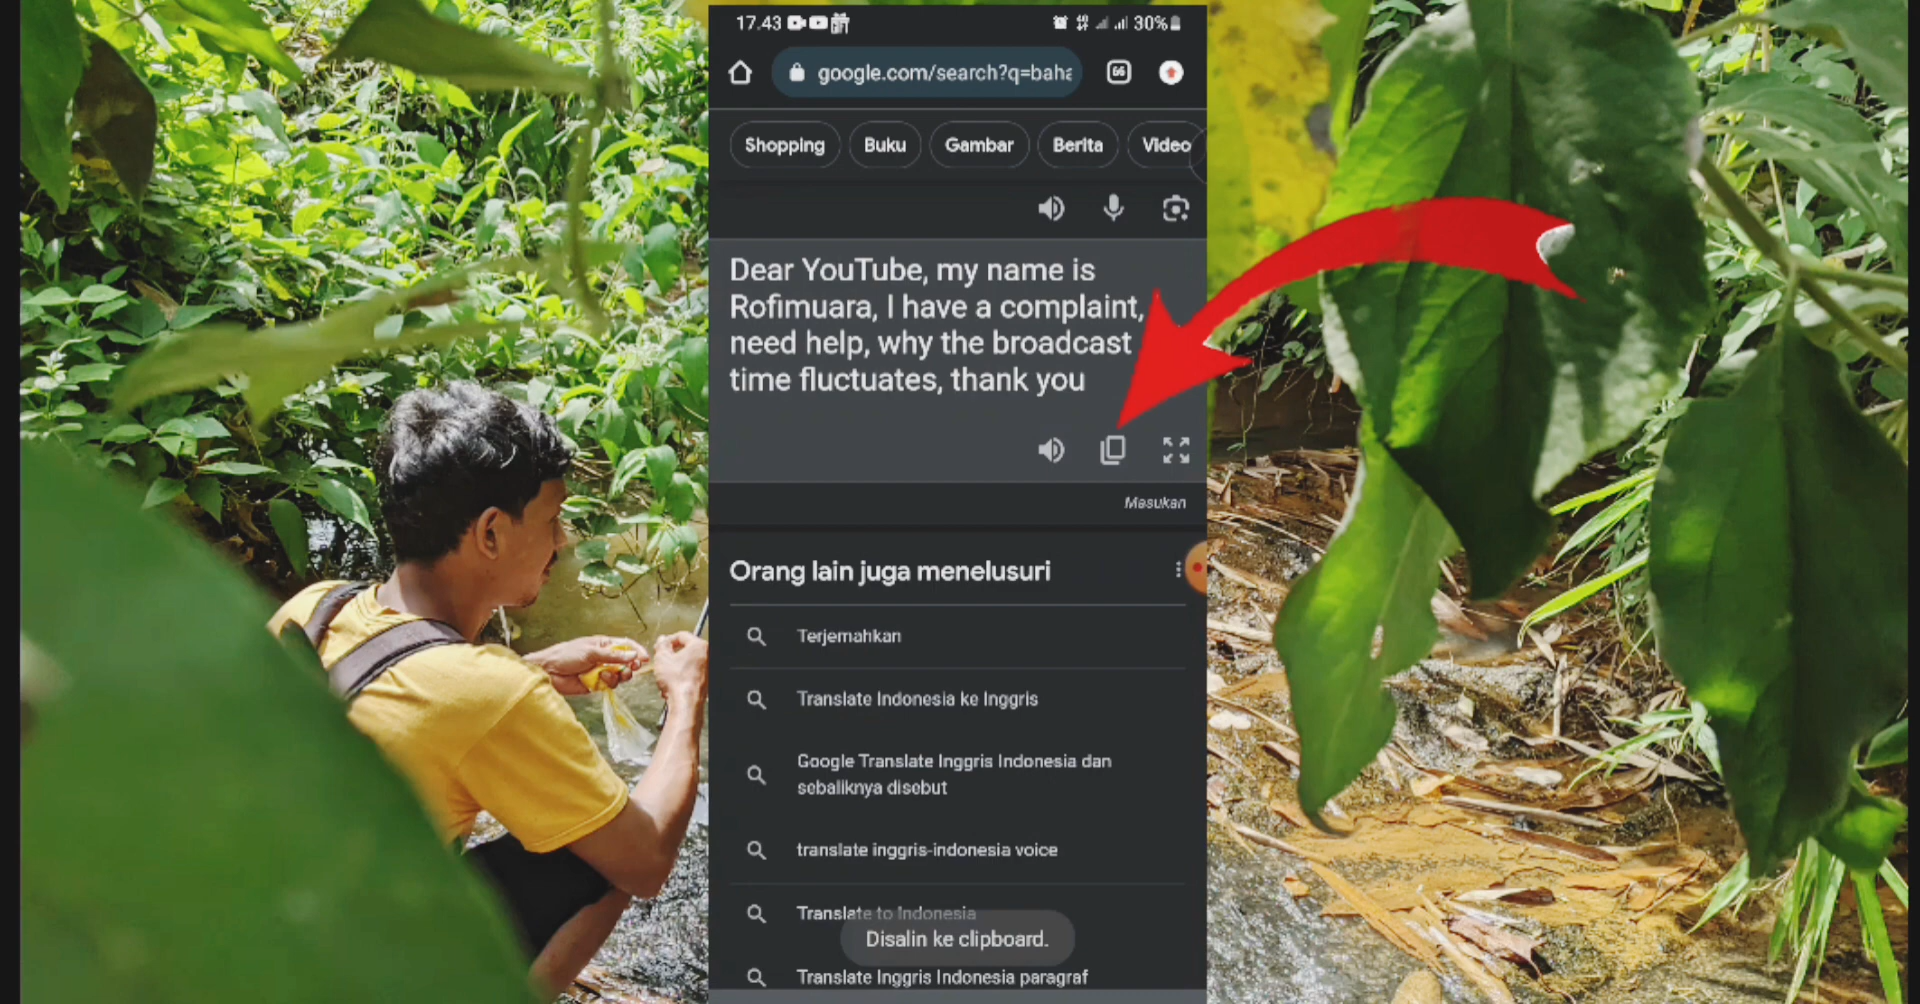 17.43
30%
google.com/search?q=baha
66
Shopping
Buku
Gambar
Berita
Video
Dear YouTube, my name is
Rofimuara, I have a complaint,
need help, why the broadcast
time fluctuates, thank you
Masukan
Orang lain juga menelusuri
Terjemahkan
Translate Indonesia ke Inggris
Google Translate Inggris Indonesia dan
sebaliknya disebut
translate inggris-indonesia voice
Translate to Indonesia
Disalin ke clipboard.
Translate Inggris Indonesia paragraf